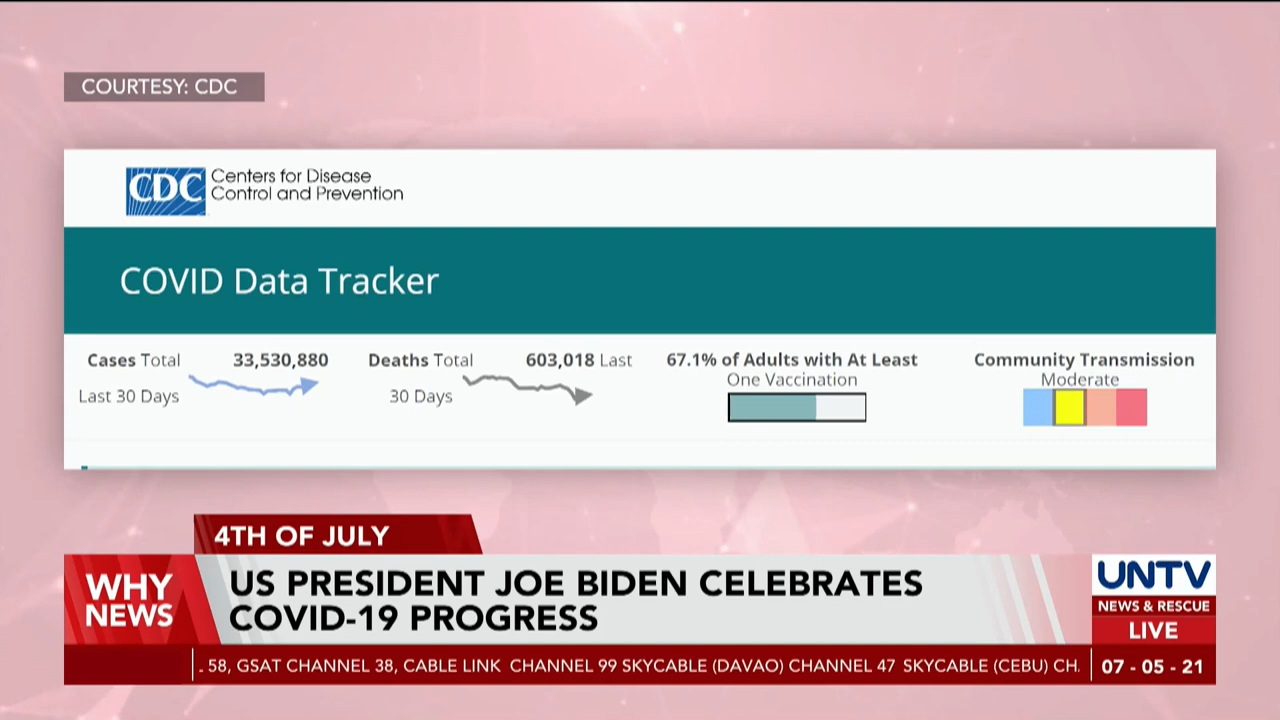 COURTESY: CDC
CDC Centers for Disease
Control and Prevention
COVID Data Tracker
Cases Total 33,530,880
Last 30 Days
Deaths Total 603,018 Last
30 Days
67.1% of Adults with At Least
One Vaccination
Community Transmission
Moderate
4TH OF JULY
WHY
NEWS
US PRESIDENT JOE BIDEN CELEBRATES
COVID-19 PROGRESS
UNTV
NEWS & RESCUE
LIVE
58, GSAT CHANNEL 38, CABLE LINK CHANNEL 99 SKYCABLE (DAVAO) CHANNEL 47 SKYCABLE (CEBU) CH
07 - 05 - 21